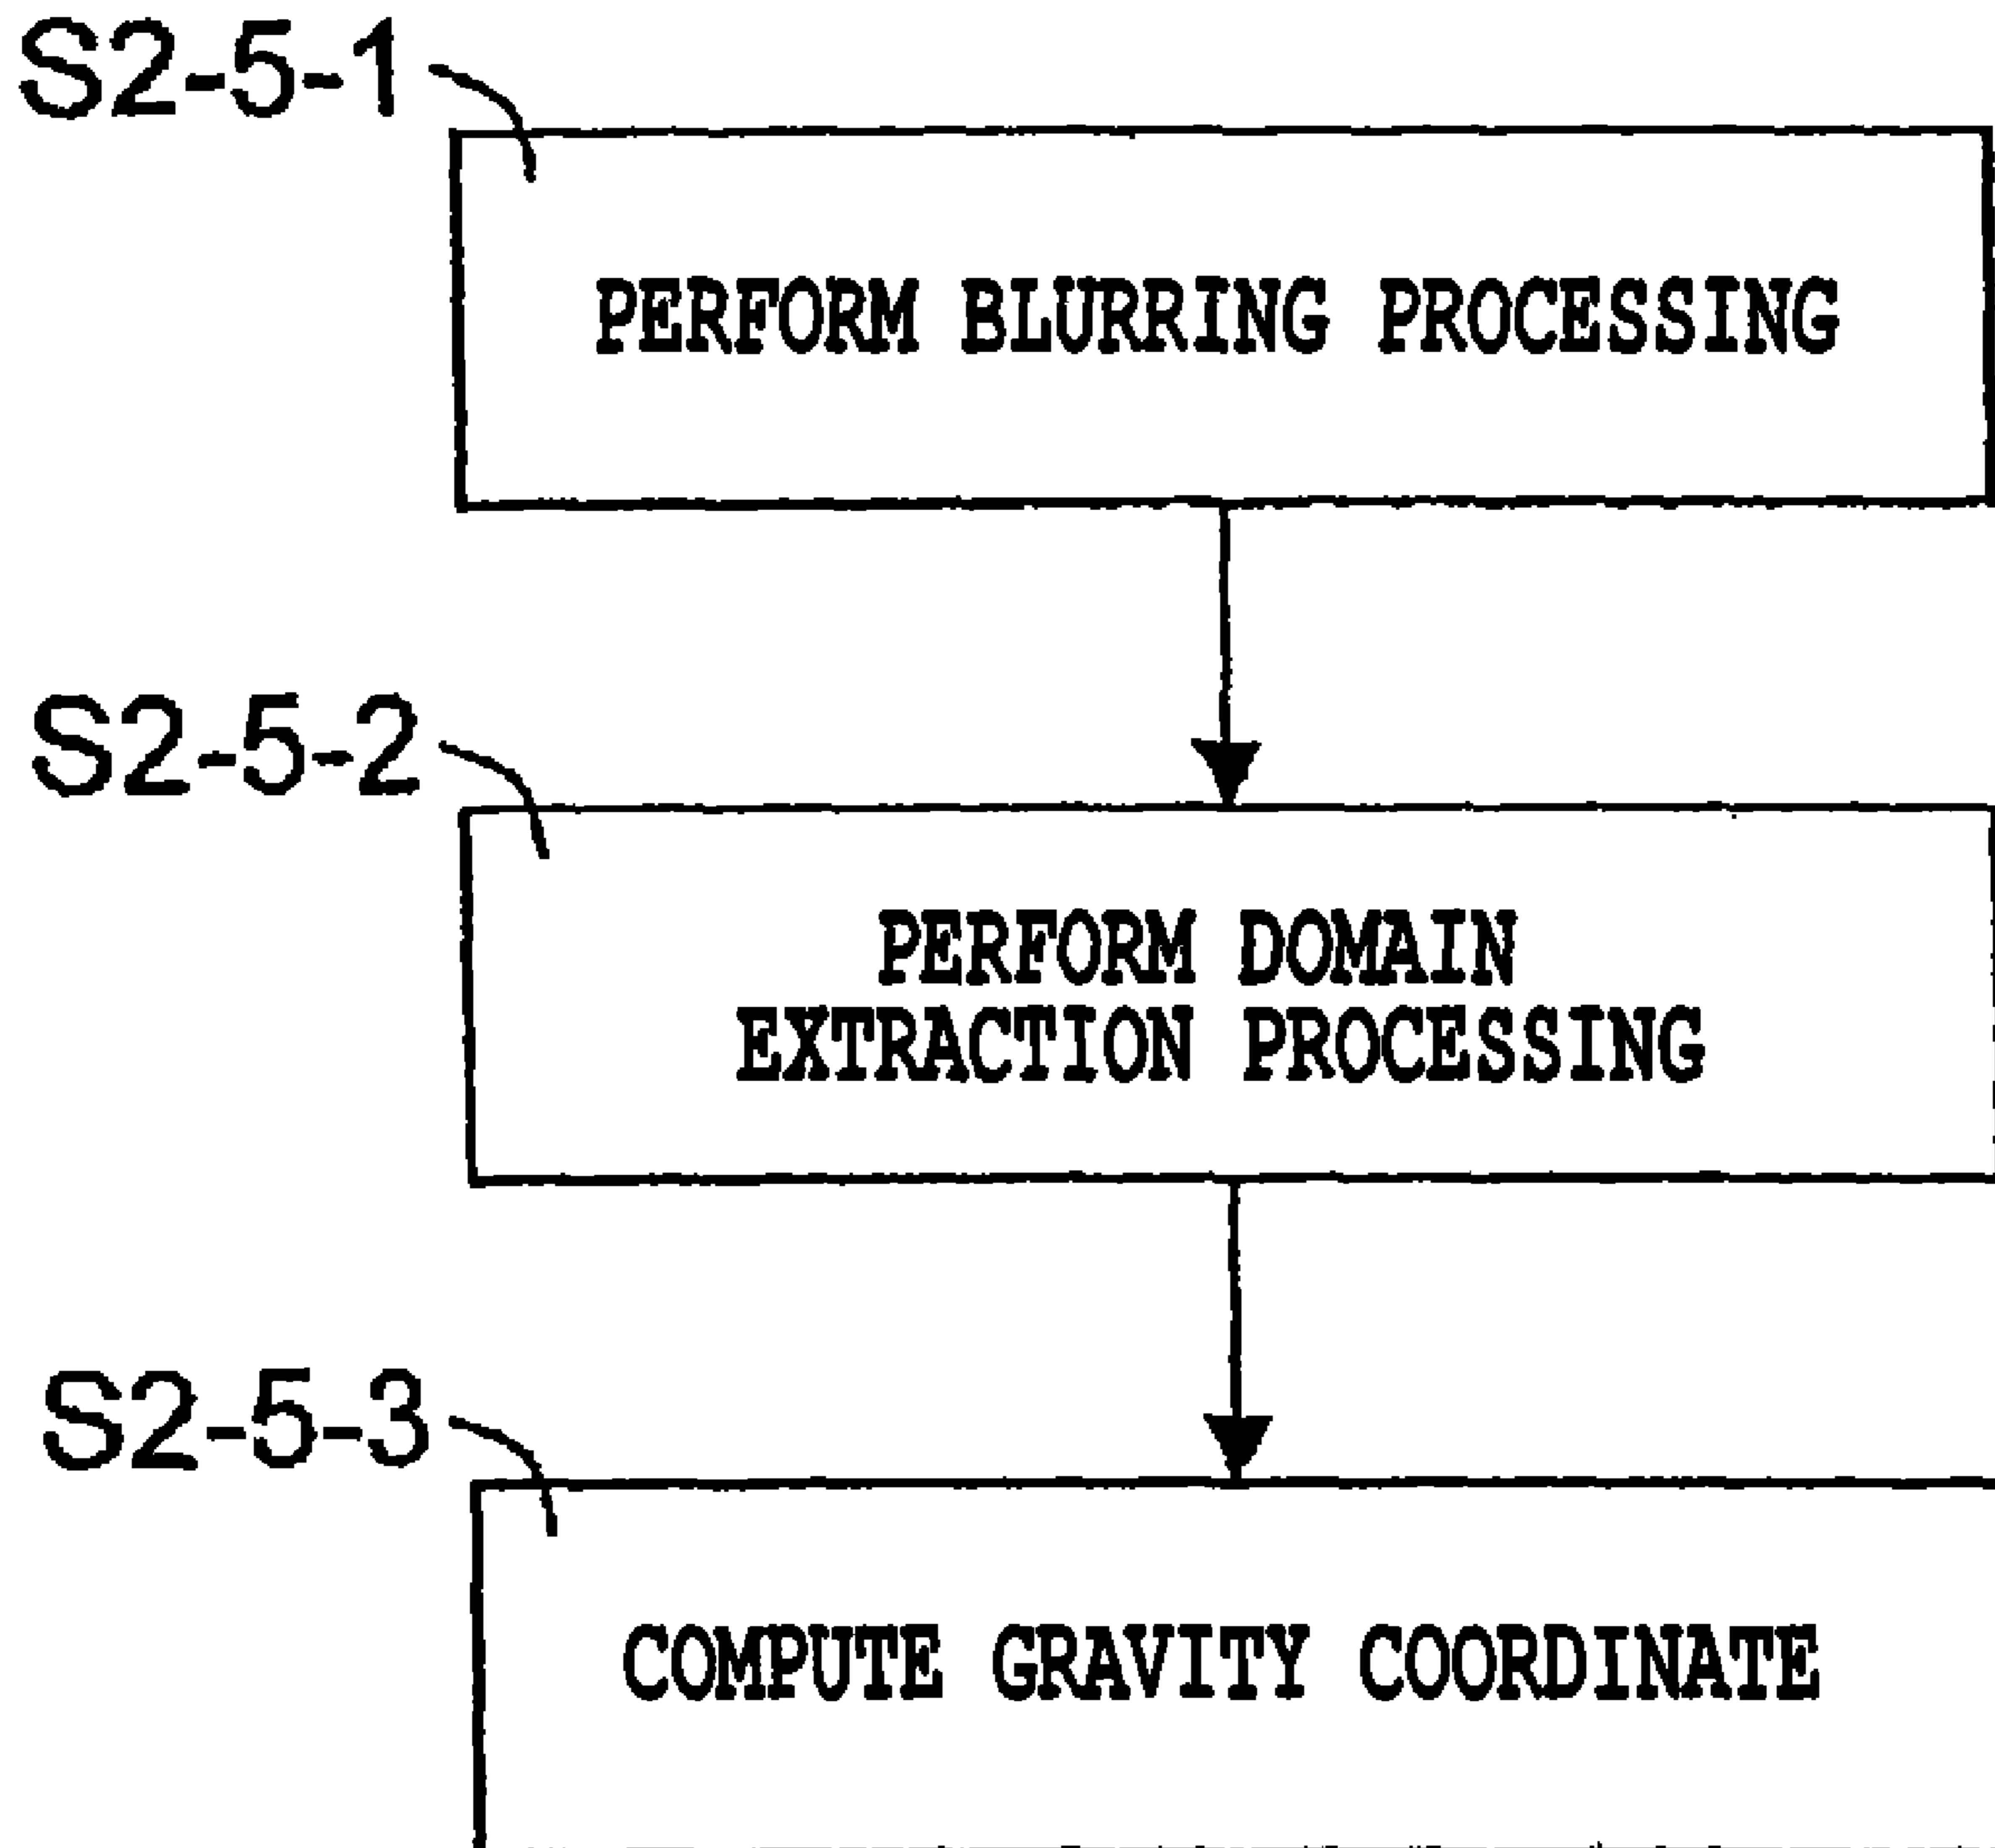 S2-5-1
PERFORM BLURRING PROCESSING
S2-5-2
PERFORM DOMAIN
EXTRACTION PROCESSING
S2-5-3
COMPUTE GRAVITY COORDINATE